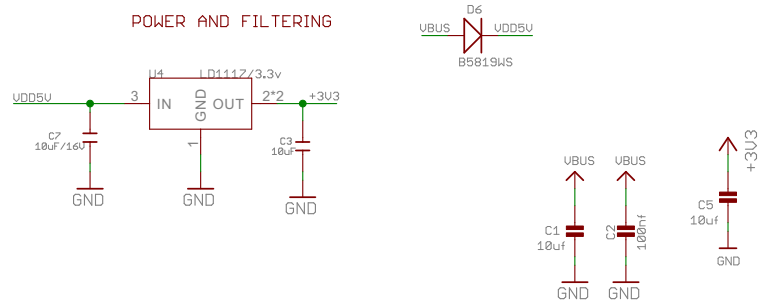 POWER AND FILTERING
D6
VBUS
VDD5V
B5819WS
U4
LD1117/3.3v
VDD5V
3
IN
GND
OUT
2*2
+3V3
1
C7
10uF/16V
C3
10uF
GND
GND
GND
VBUS
VBUS
+3V3
C1
10uf
C2
100nf
C5
10uf
GND
GND
GND